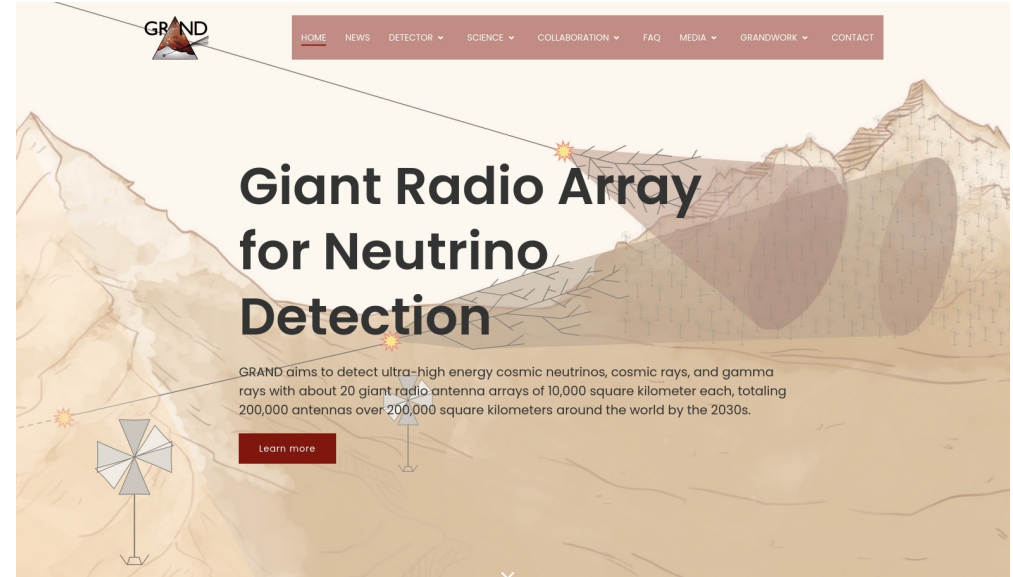 GRAND
HOME NEWS DETECTOR SCIENCE COLLABORATION FAQ MEDIA GRANDWORK CONTACT
Giant Radio Array
for Neutrino
Detection
GRAND aims to detect ultra-high energy cosmic neutrinos, cosmic rays, and gamma
rays with about 20 giant radio antenna arrays of 10,000 square kilometer each, totaling
200,000 antennas over 200,000 square kilometers around the world by the 2030s.
Learn more